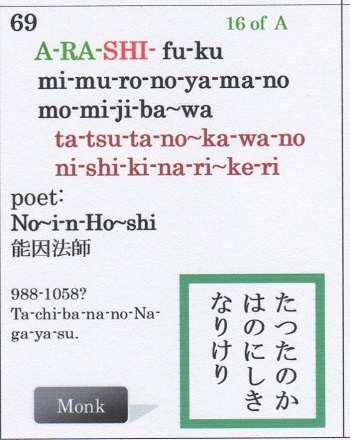 69
16 of A
A-RA-SHI- fu-ku
mi-mu-ro-no-ya-ma-no
mo-mi-ji-ba~wa
ta-tsu-ta-no~ka-wa-no
ni-shi-ki-na-ri~ke-ri
poet:
No~i-n-Ho~shi
能因法師
988-1058?
Ta-chi-ba-na-no-Na-
ga-ya-su.
Monk
たつたのか
はのにしき
なりけり